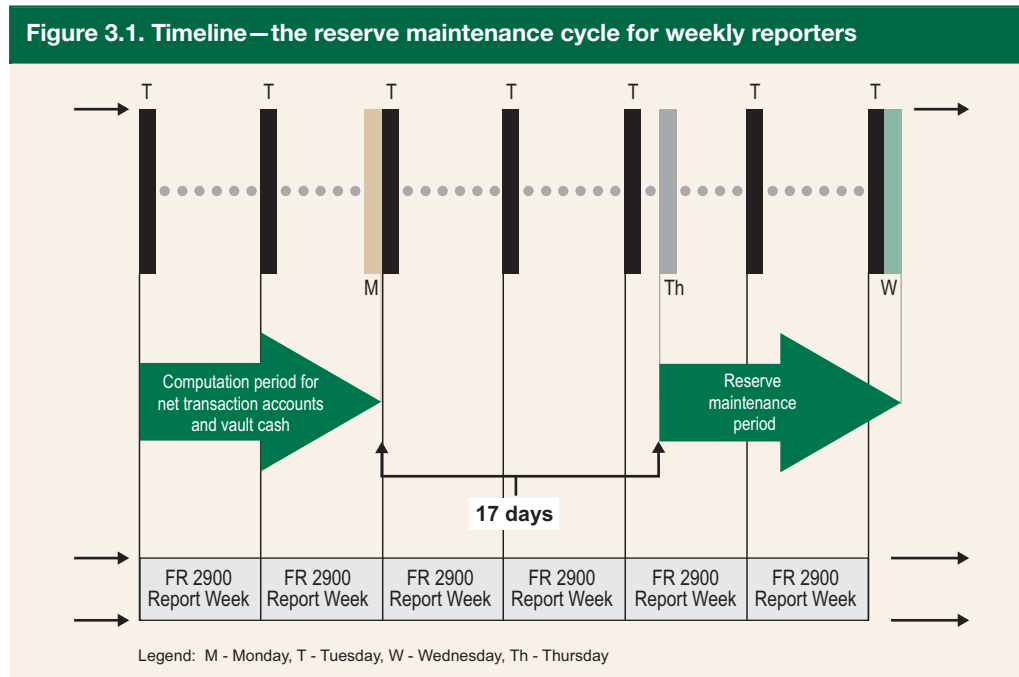 Figure 3.1. Timeline—the reserve maintenance cycle for weekly reporters
T T T T T T T
M Th W
Computation period for
net transaction accounts
and vault cash
Reserve
maintenance
period
17 days
FR 2900
Report Week
FR 2900
Report Week
FR 2900
Report Week
FR 2900
Report Week
FR 2900
Report Week
FR 2900
Report Week
Legend: M - Monday, T - Tuesday, W - Wednesday, Th - Thursday